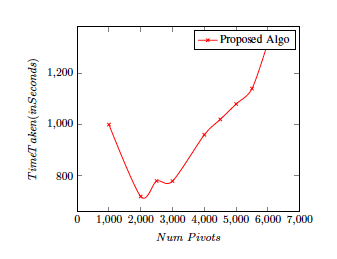 Proposed Algo
1,200
1,000
800
0 1,000 2,000 3,000 4,000 5,000 6,000 7,000
Num Pivots
TimeTaken(inSeconds)